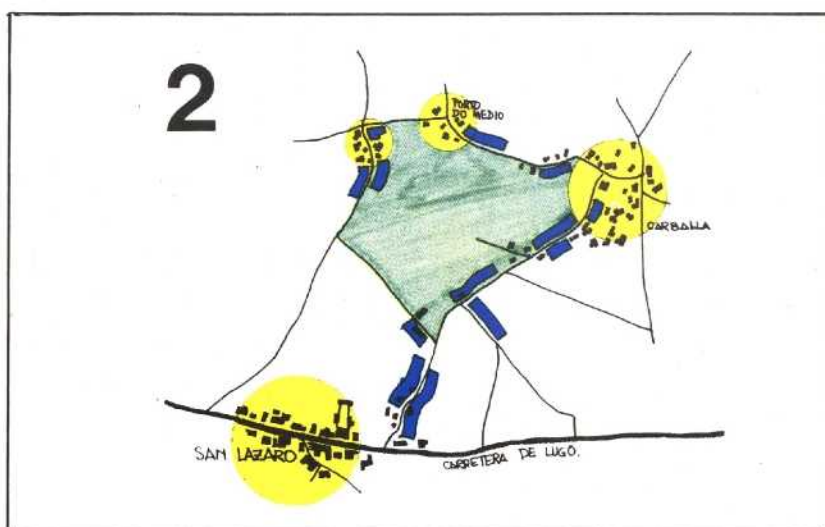 2
PORTO
DO MEDIO
CARBALLA
SAN LAZARO
CARRETERA DE LUGO.